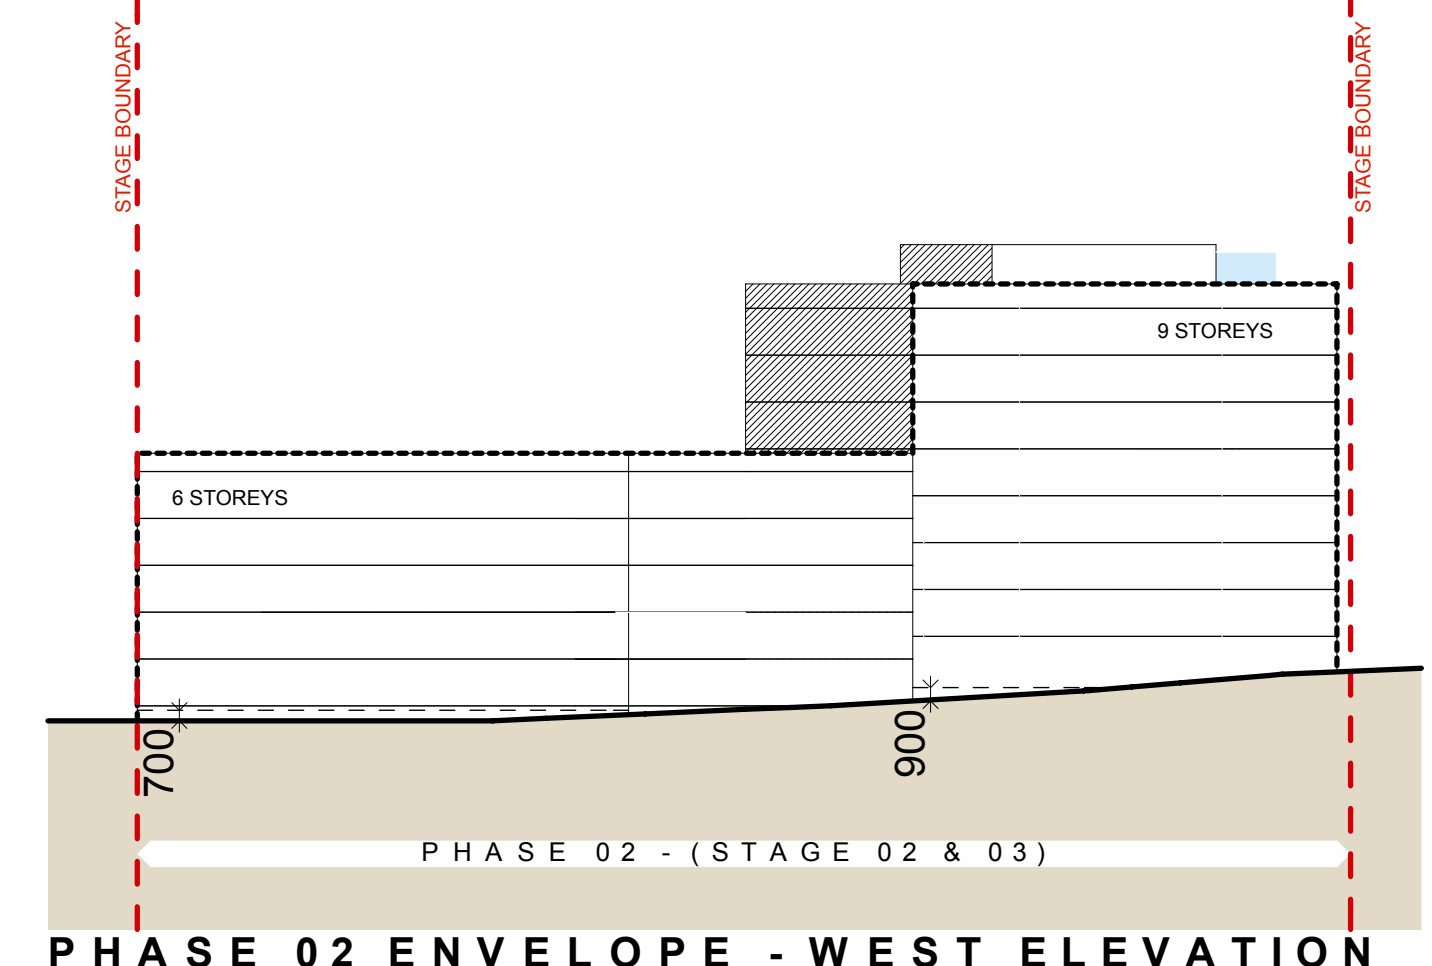 STAGE BOUNDARY
STAGE BOUNDARY
9 STOREYS
6 STOREYS
700
900
PHASE 02 - (STAGE 02 & 03)
PHASE 02 ENVELOPE - WEST ELEVATION